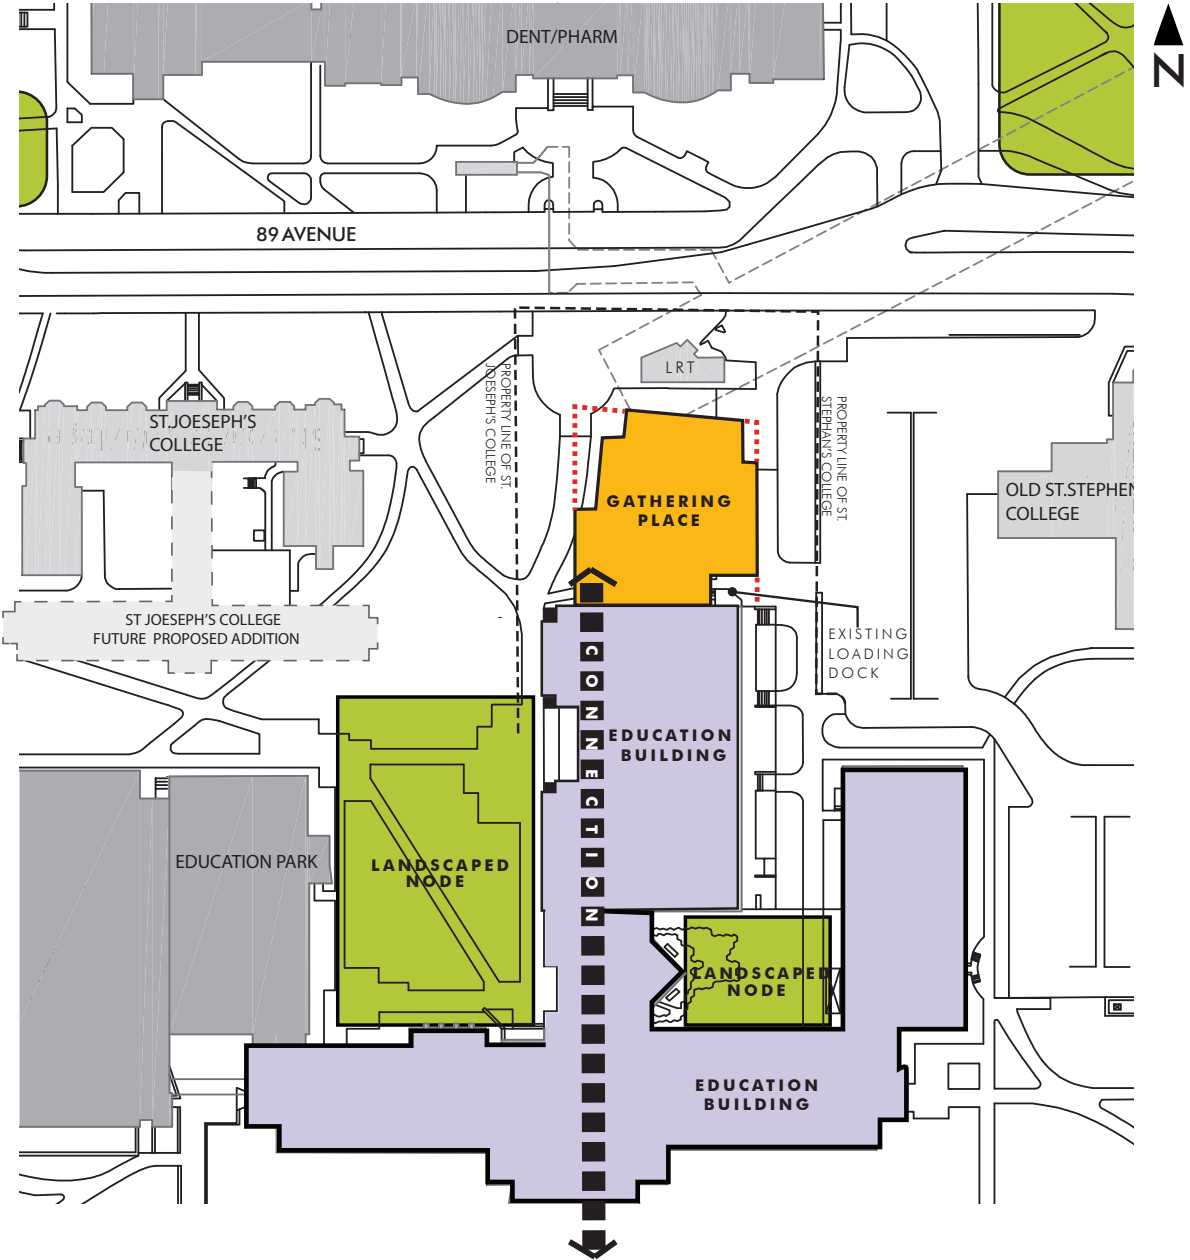 DENT/PHARM
N
89 AVENUE
LRT
PROPERTY LINE OF ST.
JOESEPH'S COLLEGE
PROPERTY LINE OF ST.
STEPHAN'S COLLEGE
ST.JOESEPH'S
COLLEGE
GATHERING
PLACE
OLD ST.STEPHEN
COLLEGE
ST JOESEPH'S COLLEGE
FUTURE PROPOSED ADDITION
EXISTING
LOADING
DOCK
CONNECTION
EDUCATION
BUILDING
EDUCATION PARK
LANDSCAPED
NODE
LANDSCAPED
NODE
EDUCATION
BUILDING